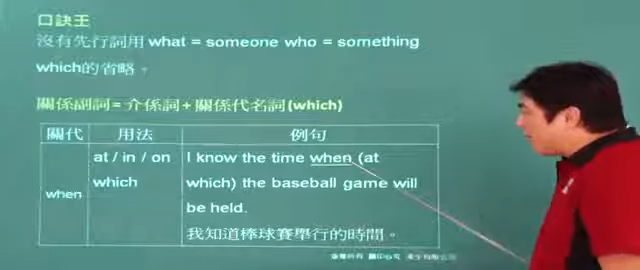 口訣王
沒有先行詞用 what = someone who = something
which的省略。
關係副詞= 介係詞+關係代名詞(which)
關代 用法 例句
when
at / in / on
which
I know the time when (at
which) the baseball game will
be held.
我知道棒球賽舉行的時間。